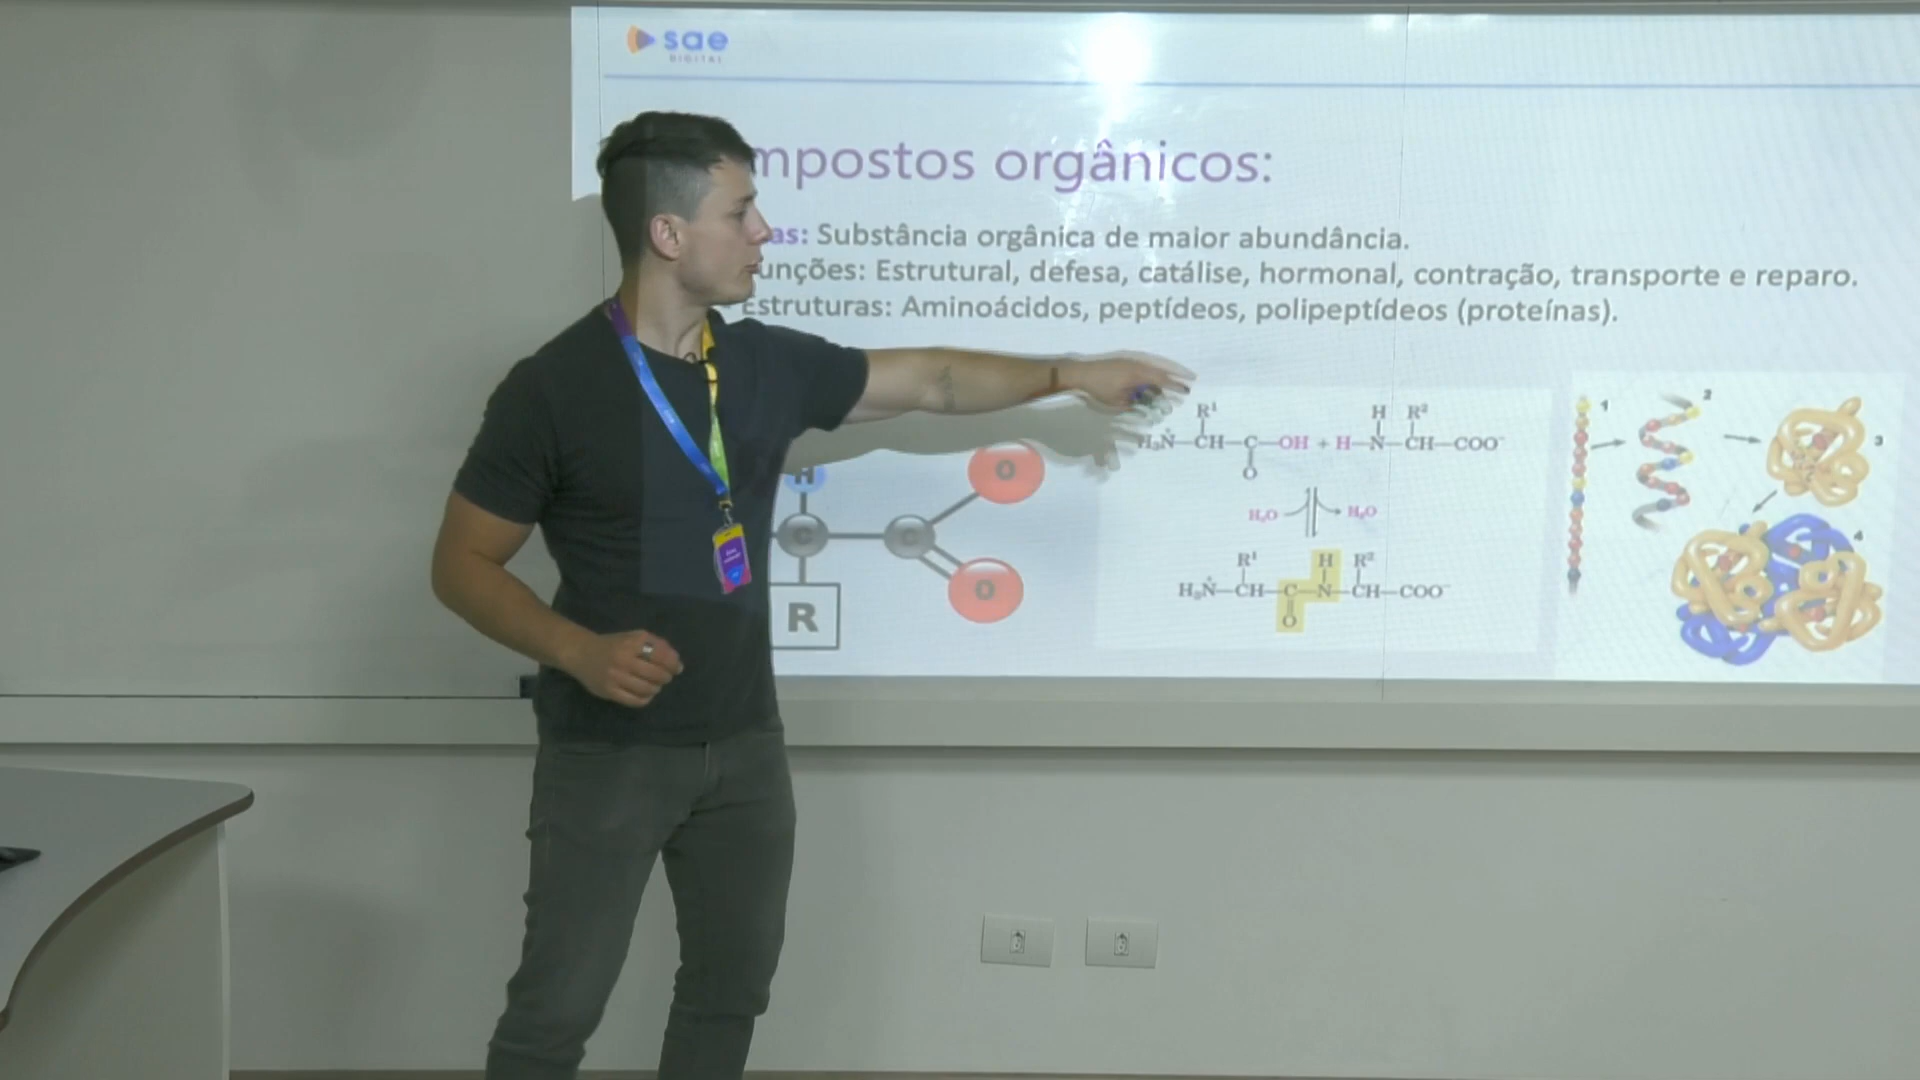 sae
DIGITAL
mpostos orgânicos:
as: Substância orgânica de maior abundância.
unções: Estrutural, defesa, catálise, hormonal, contração, transporte e reparo.
Estruturas: Aminoácidos, peptídeos, polipeptídeos (proteínas).
H
O
C
C
O
R
R¹ H R²
H₃N—CH—C—OH + H—N—CH—COO⁻
O
H₂O H₂O
R¹ H R²
H₃N—CH—C—N—CH—COO⁻
O
1
2
3
4